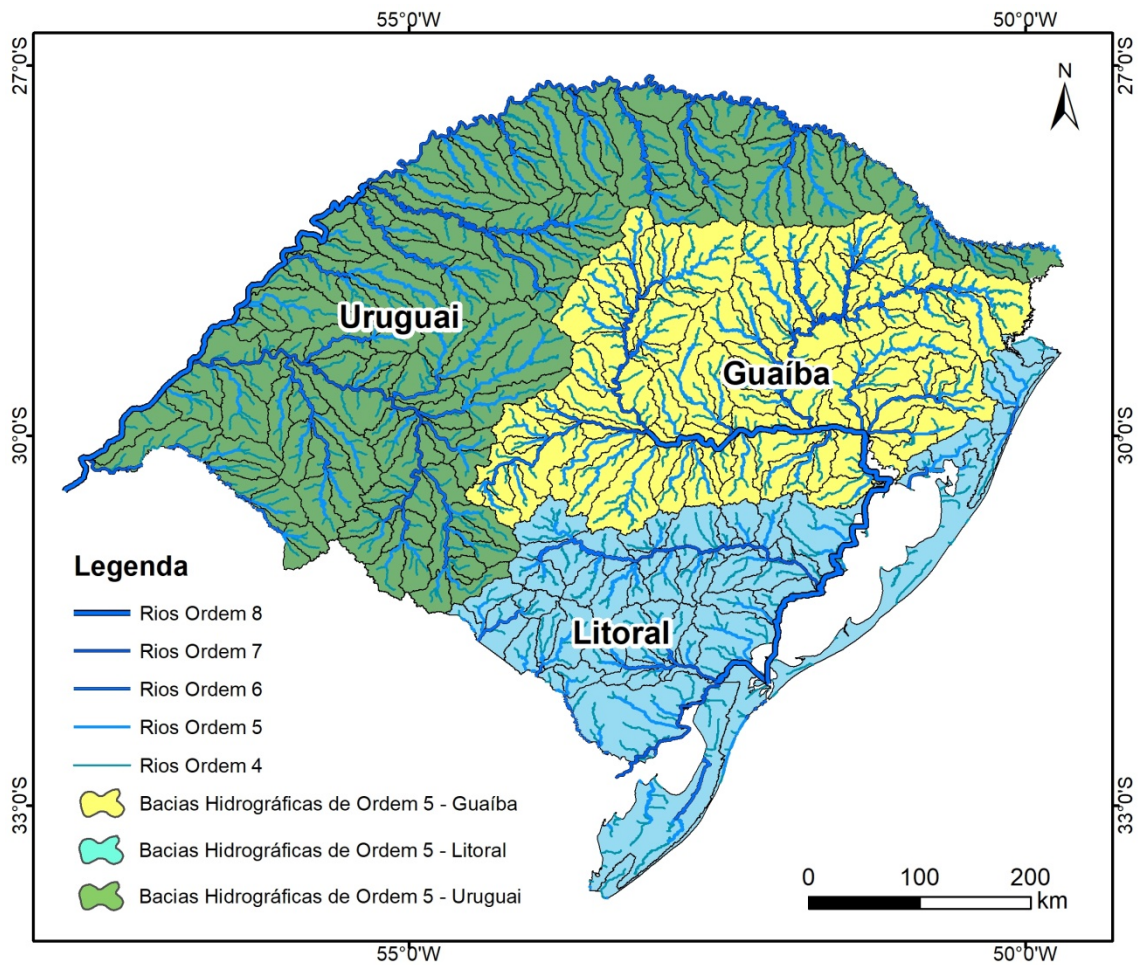 55°0'W
50°0'W
27°0'S
27°0'S
N
Uruguai
Guaíba
30°0'S
30°0'S
Legenda
Rios Ordem 8
Litoral
Rios Ordem 7
Rios Ordem 6
Rios Ordem 5
Rios Ordem 4
Bacias Hidrográficas de Ordem 5 - Guaíba
33°0'S
33°0'S
Bacias Hidrográficas de Ordem 5 - Litoral
Bacias Hidrográficas de Ordem 5 - Uruguai
0 100 200
km
55°0'W
50°0'W